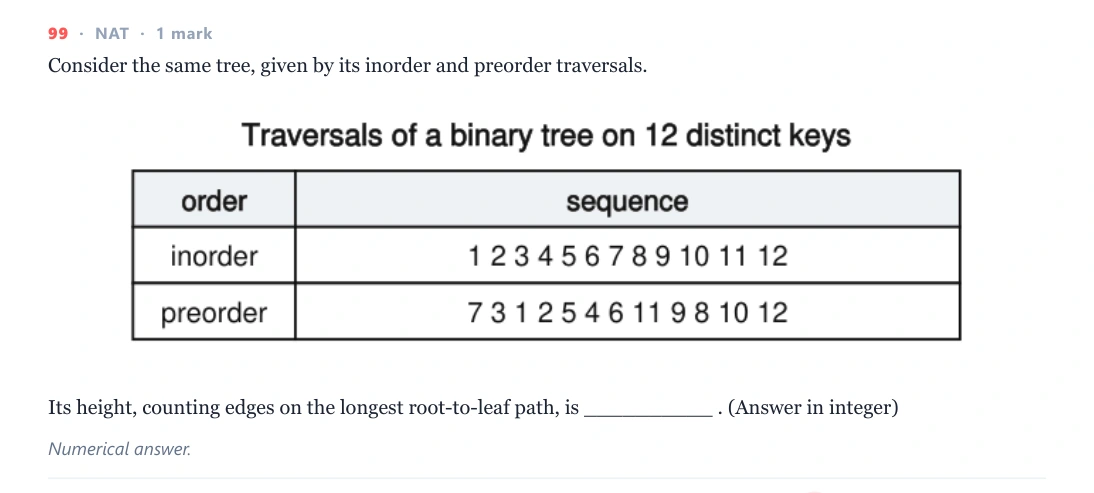 99 · NAT · 1 mark
Consider the same tree, given by its inorder and preorder traversals.
Traversals of a binary tree on 12 distinct keys
order sequence
inorder 1 2 3 4 5 6 7 8 9 10 11 12
preorder 7 3 1 2 5 4 6 11 9 8 10 12
Its height, counting edges on the longest root-to-leaf path, is ____________ . (Answer in integer)
Numerical answer.